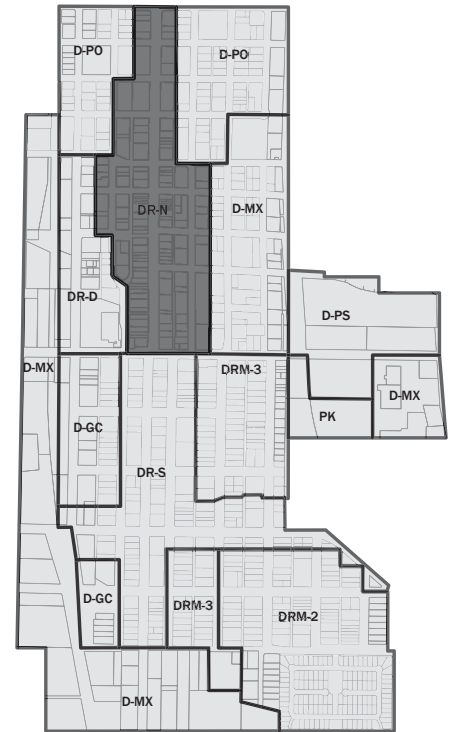 D-PO
D-PO
DR-N
D-MX
DR-D
D-PS
D-MX
DRM-3
D-MX
PK
D-GC
DR-S
D-GC
DRM-3
DRM-2
D-MX